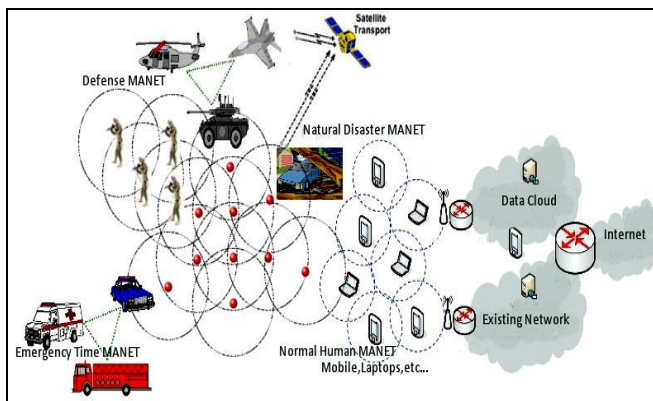 Satellite
Transport
Defense MANET
Natural Disaster MANET
Data Cloud
Internet
Existing Network
Emergency Time MANET
Normal Human MANET
Mobile,Laptops,etc...